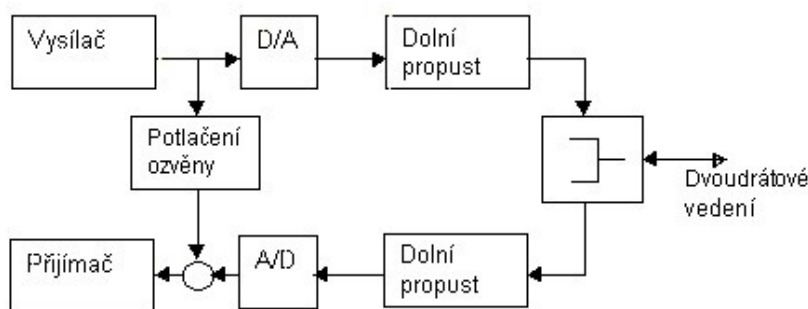 Vysílač
D/A
Dolní
propust
Potlačení
ozvěny
Dvoudrátové
vedení
Přijímač
A/D
Dolní
propust